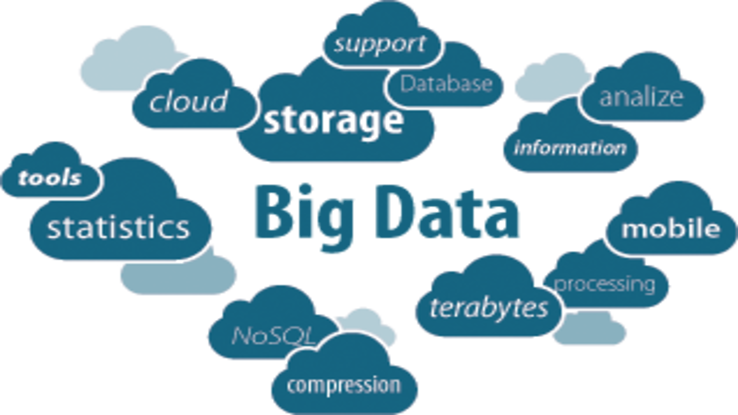 support
Database
cloud
storage
analize
information
tools
statistics
Big Data
mobile
processing
terabytes
NoSQL
compression